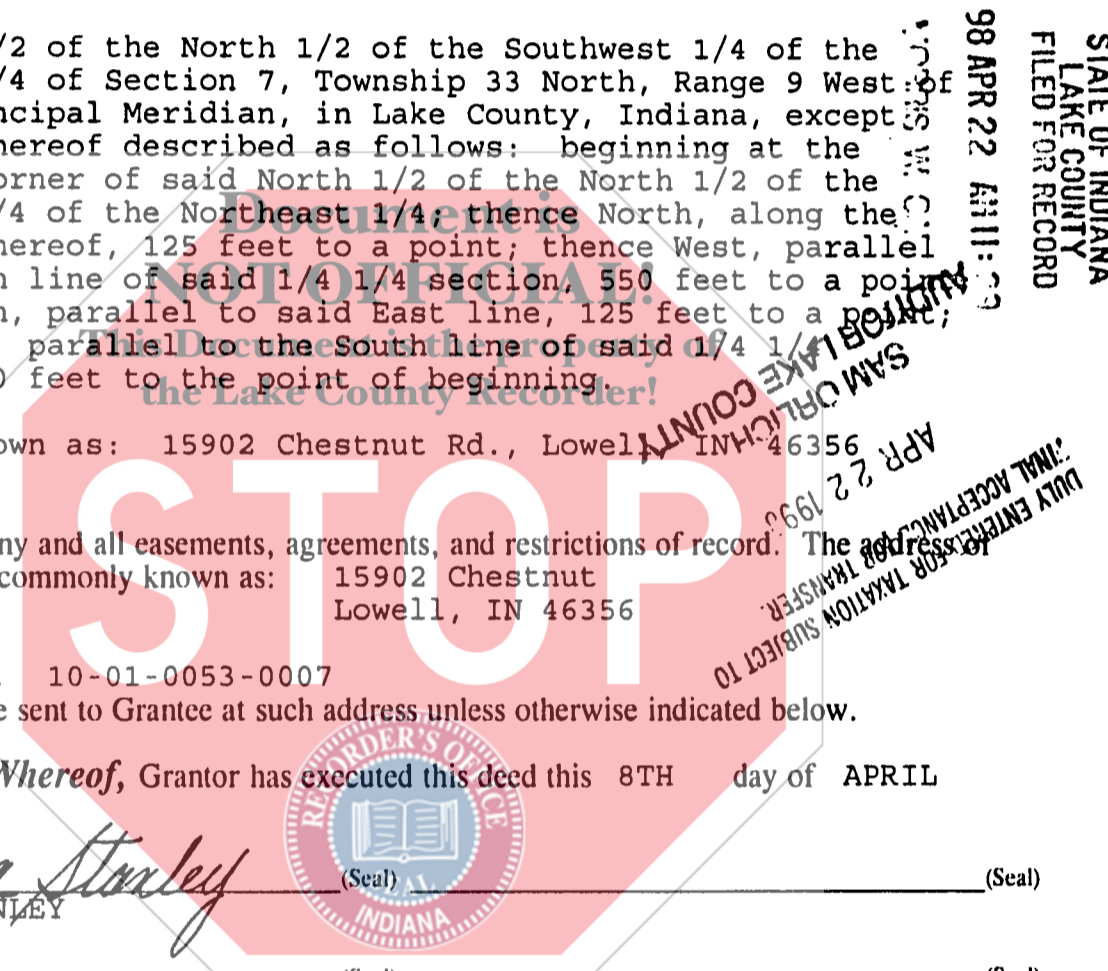 /2 of the North 1/2 of the Southwest 1/4 of the
/4 of Section 7, Township 33 North, Range 9 West of
ncipal Meridian, in Lake County, Indiana, except
hereof described as follows: beginning at the
orner of said North 1/2 of the North 1/2 of the
/4 of the Northeast 1/4; thence North, along the
hereof, 125 feet to a point; thence West, parallel
h line of said 1/4 1/4 section, 550 feet to a point
h, parallel to said East line, 125 feet to a point;
parallel to the South line of said 1/4 1/4
0 feet to the point of beginning.
own as: 15902 Chestnut Rd., Lowell, IN 46356
ny and all easements, agreements, and restrictions of record. The address of
commonly known as: 15902 Chestnut
Lowell, IN 46356
10-01-0053-0007
e sent to Grantee at such address unless otherwise indicated below.
Whereof, Grantor has executed this deed this 8TH day of APRIL
Stanley (Seal) (Seal)
NLEY
Document is
NOT OFFICIAL!
This Document is the property of
the Lake County Recorder!
STOP
RECORDER'S OFFICE
SEAL
INDIANA
STATE OF INDIANA
LAKE COUNTY
FILED FOR RECORD
98 APR 22 AM 11:
SAM ORLICH
AUDITOR LAKE COUNTY
APR 22 199
DULY ENTERED FOR TAXATION SUBJECT TO
FINAL ACCEPTANCE FOR TRANSFER.